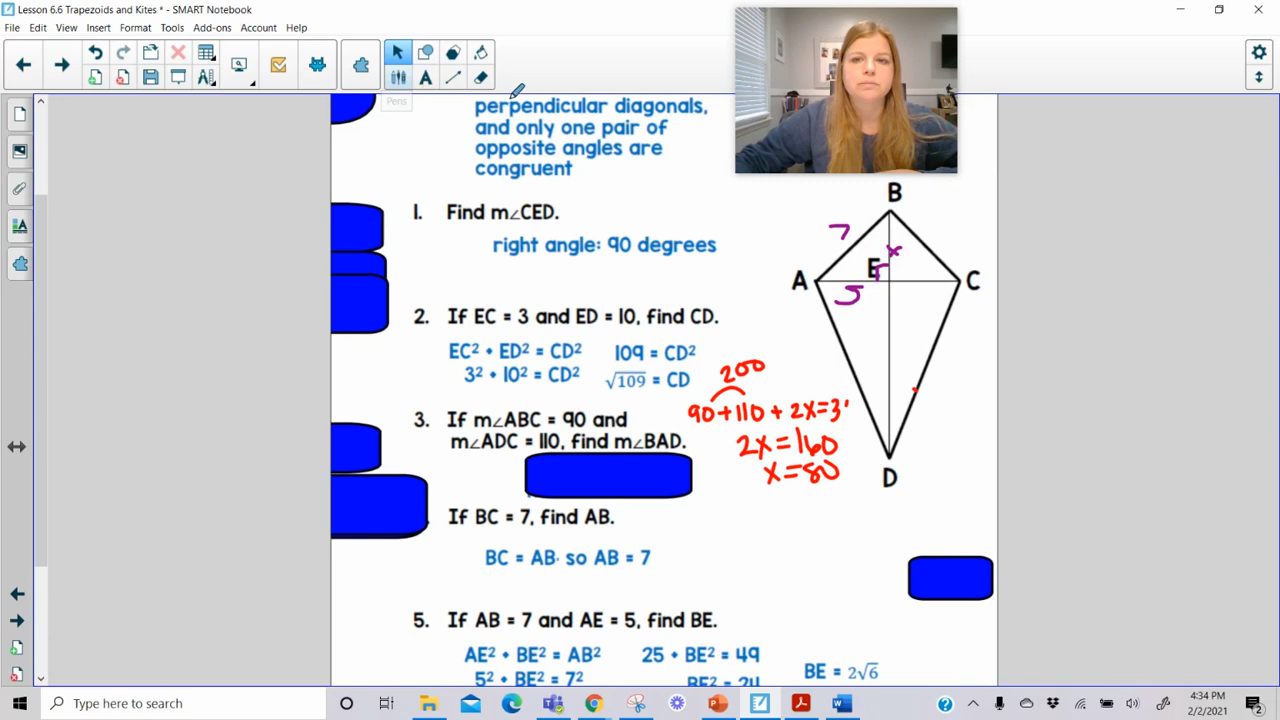 Lesson 6.6 Trapezoids and Kites * - SMART Notebook
File Edit View Insert Format Tools Add-ons Account Help
Pens
perpendicular diagonals,
and only one pair of
opposite angles are
congruent
1. Find m∠CED.
right angle: 90 degrees
2. If EC = 3 and ED = 10, find CD.
EC² + ED² = CD² 109 = CD²
3² + 10² = CD² √109 = CD
3. If m∠ABC = 90 and
m∠ADC = 110, find m∠BAD.
200
90+110 + 2x=3
2x=160
x=80
If BC = 7, find AB.
BC = AB so AB = 7
5. If AB = 7 and AE = 5, find BE.
AE² + BE² = AB² 25 + BE² = 49
5² + BE² = 7² BE² = 24 BE = 2√6
B
7
x
E
A
5
C
D
Type here to search
4:34 PM
2/2/2021
2